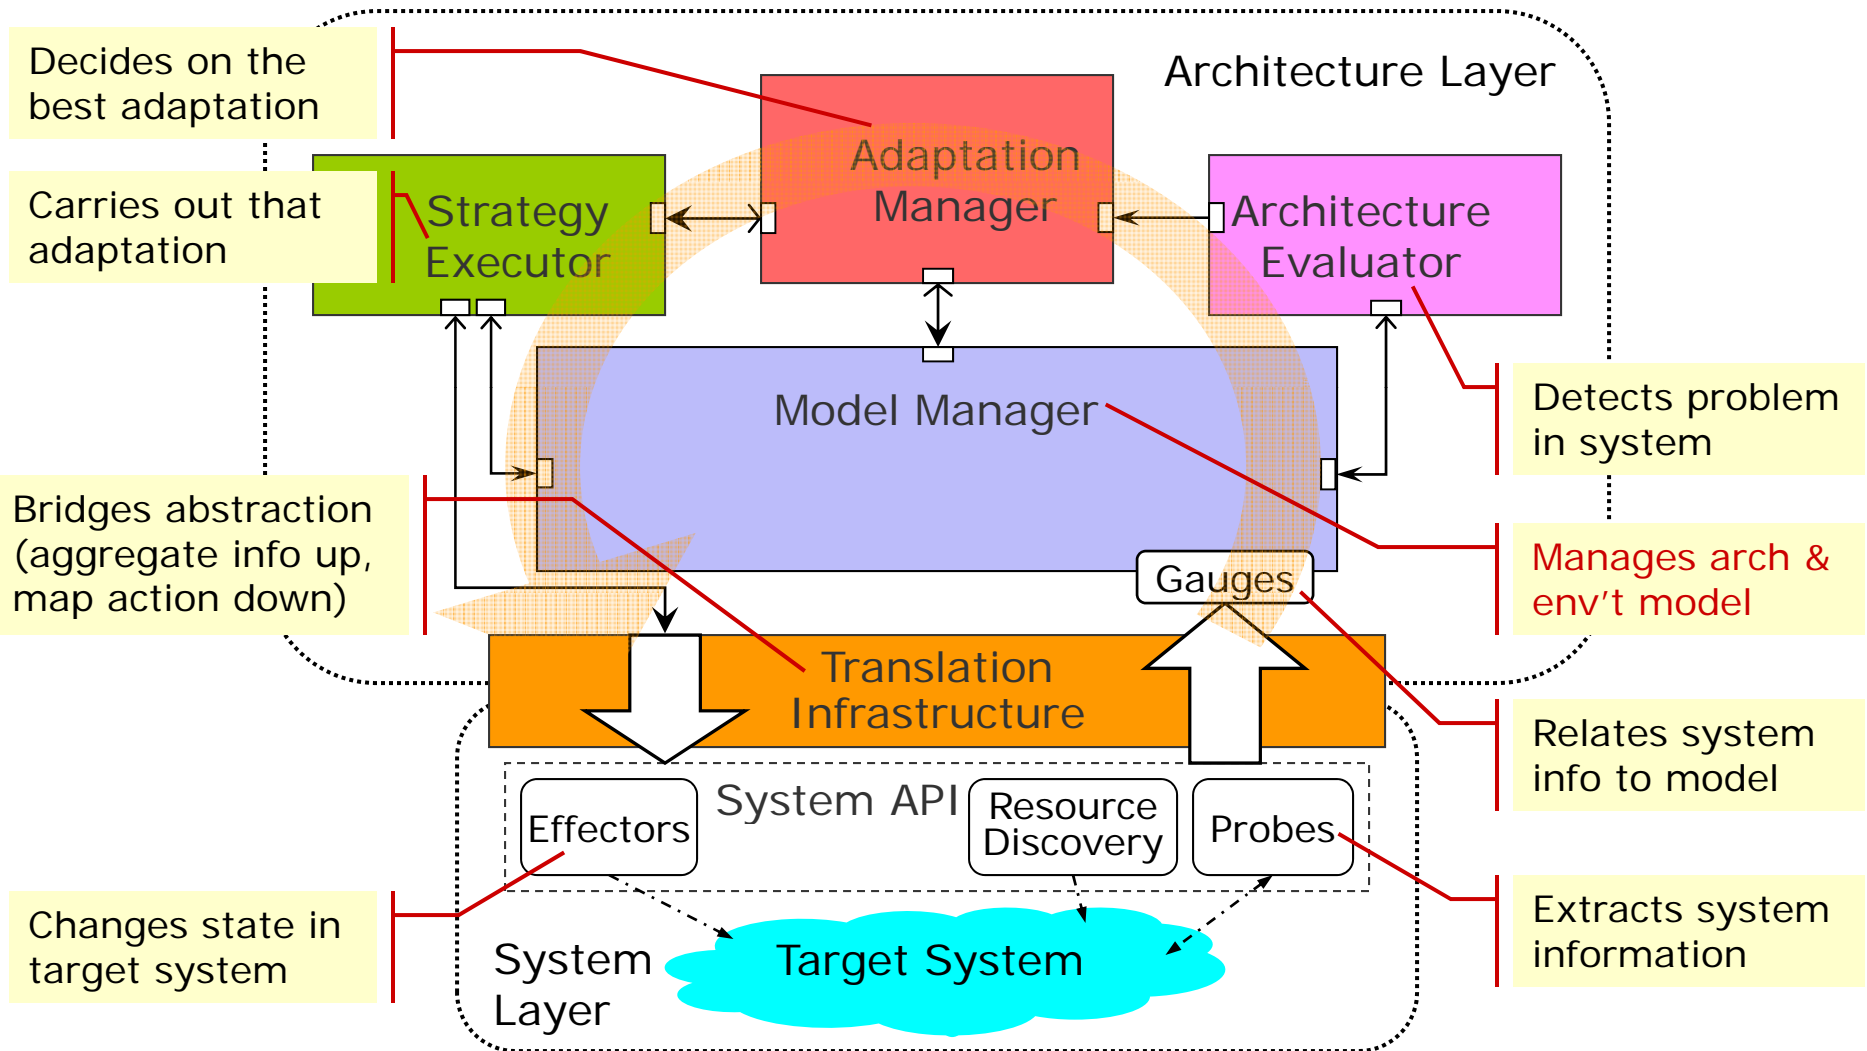 Decides on the
best adaptation
Architecture Layer
Adaptation
Manager
Carries out that
adaptation
Strategy
Executor
Architecture
Evaluator
Model Manager
Detects problem
in system
Bridges abstraction
(aggregate info up,
map action down)
Manages arch &
env’t model
Gauges
Translation
Infrastructure
Relates system
info to model
System API
Effectors
Resource
Discovery
Probes
Changes state in
target system
Extracts system
information
System
Layer
Target System